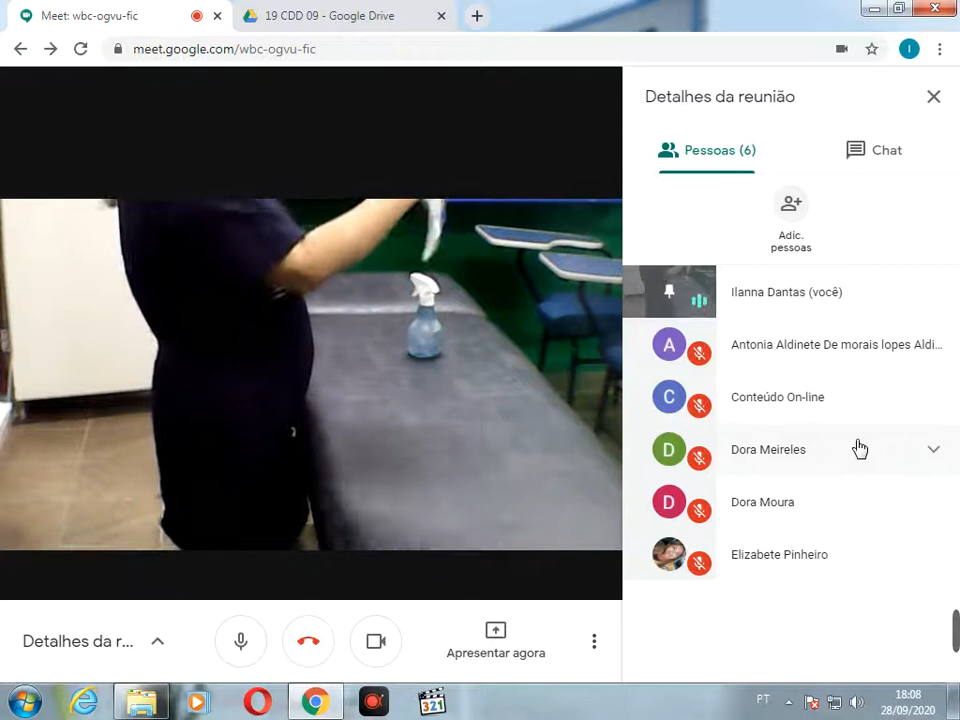 Meet: wbc-ogvu-fic
19 CDD 09 - Google Drive
meet.google.com/wbc-ogvu-fic
I
Detalhes da reunião
Pessoas (6)
Chat
Adic.
pessoas
Ilanna Dantas (você)
A
Antonia Aldinete De morais lopes Aldi...
C
Conteúdo On-line
D
Dora Meireles
D
Dora Moura
Elizabete Pinheiro
Detalhes da r...
Apresentar agora
321
PT
18:08
28/09/2020